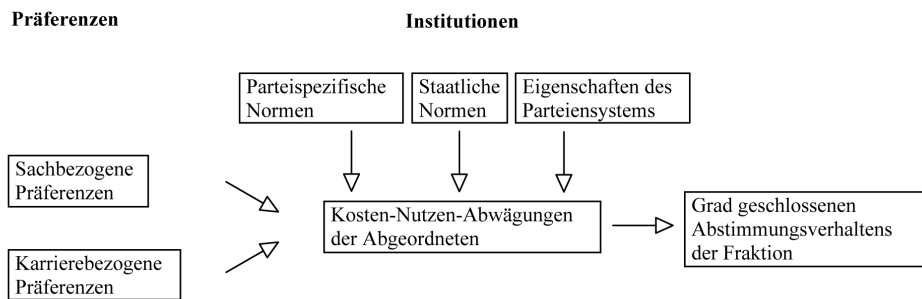 Präferenzen
Institutionen
Parteispezifische
Normen
Staatliche
Normen
Eigenschaften des
Parteiensystems
Sachbezogene
Präferenzen
Kosten-Nutzen-Abwägungen
der Abgeordneten
Grad geschlossenen
Abstimmungsverhaltens
der Fraktion
Karrierebezogene
Präferenzen